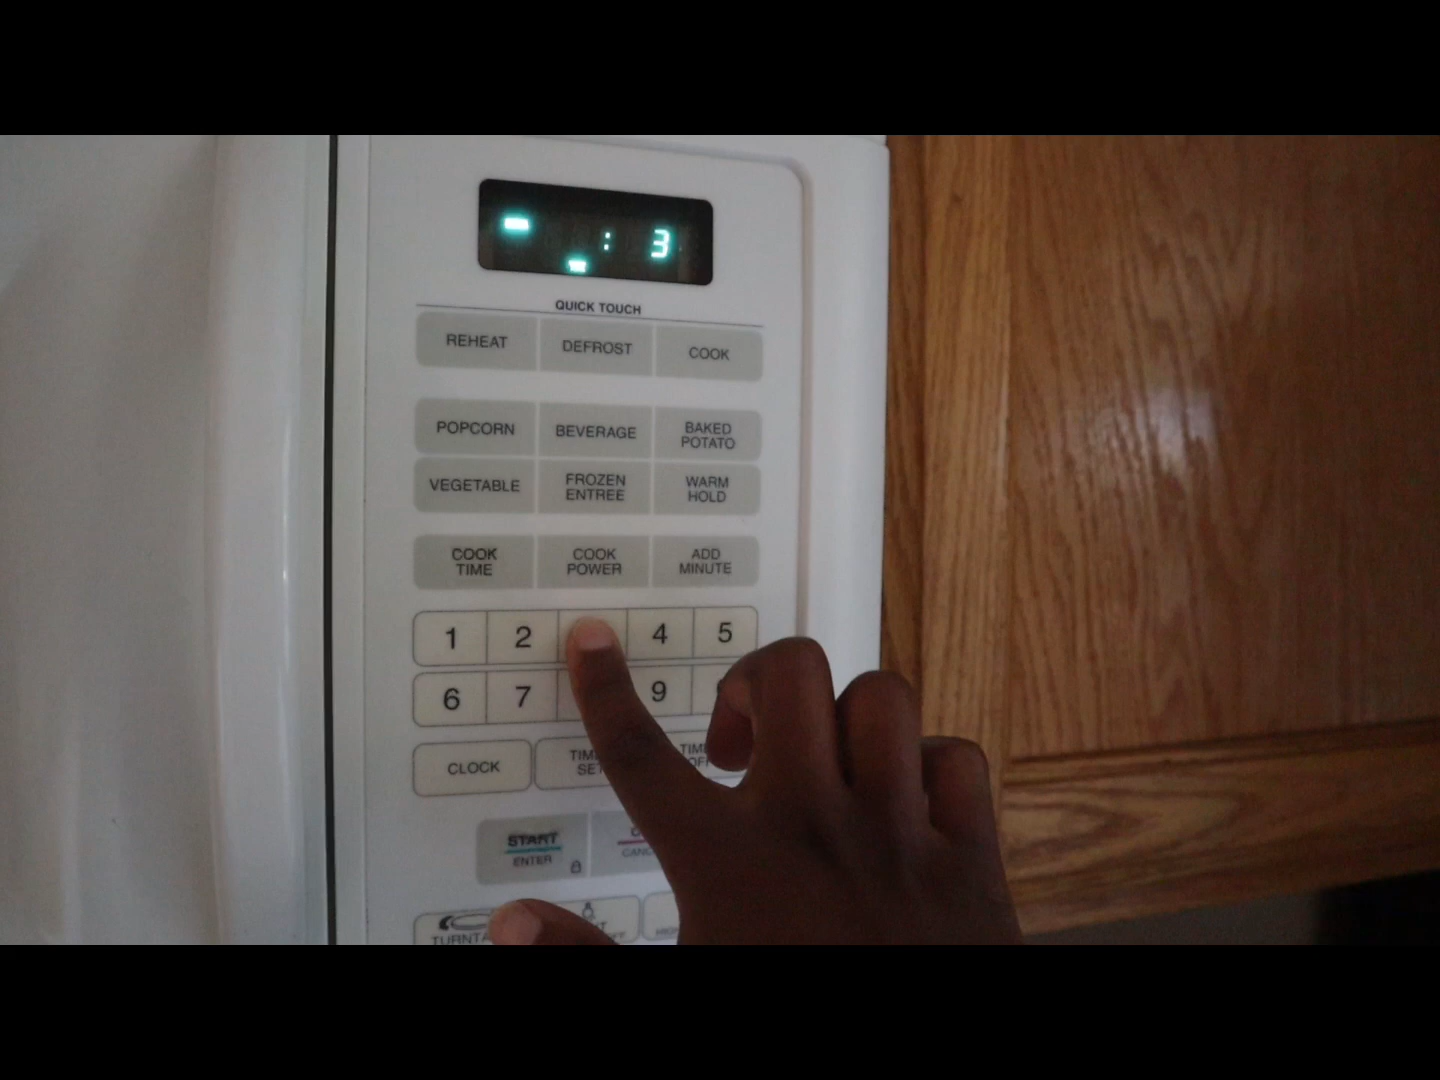 : 3
QUICK TOUCH
REHEAT DEFROST COOK
POPCORN BEVERAGE BAKED POTATO
VEGETABLE FROZEN ENTREE WARM HOLD
COOK TIME COOK POWER ADD MINUTE
1 2 4 5
6 7 9
CLOCK
START
ENTER